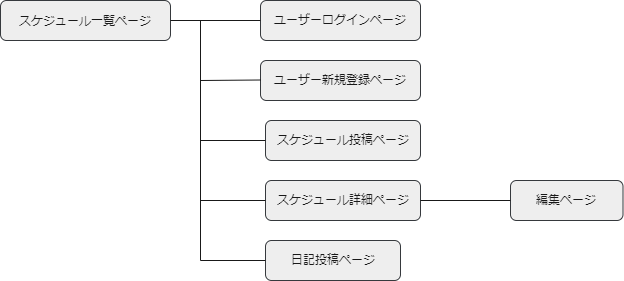 スケジュール一覧ページ
ユーザーログインページ
ユーザー新規登録ページ
スケジュール投稿ページ
スケジュール詳細ページ
編集ページ
日記投稿ページ